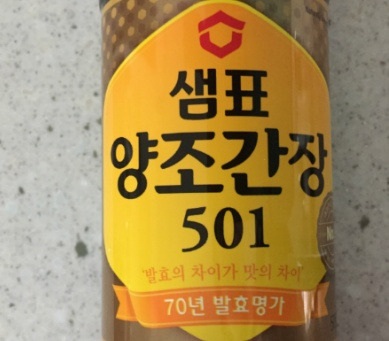 샘표
양조간장
501
'발효의 차이가 맛의 차이'
70년 발효명가